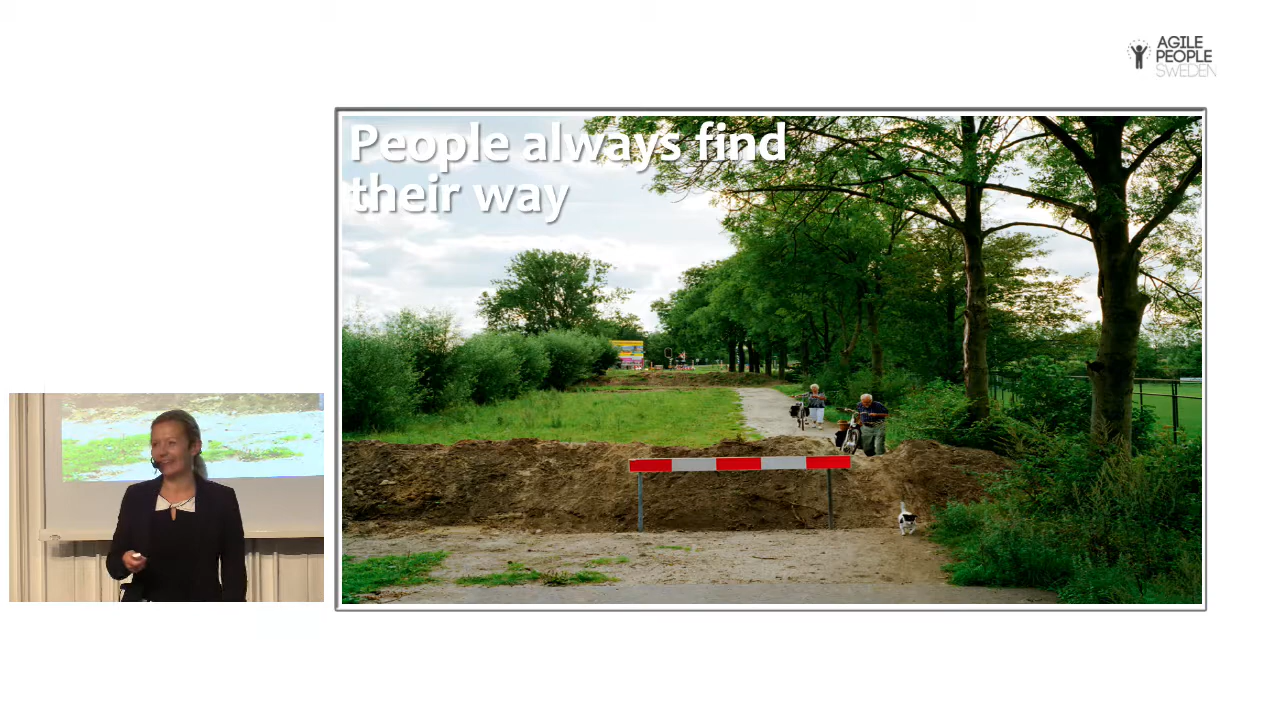 AGILE
PEOPLE
SWEDEN
People always find
their way